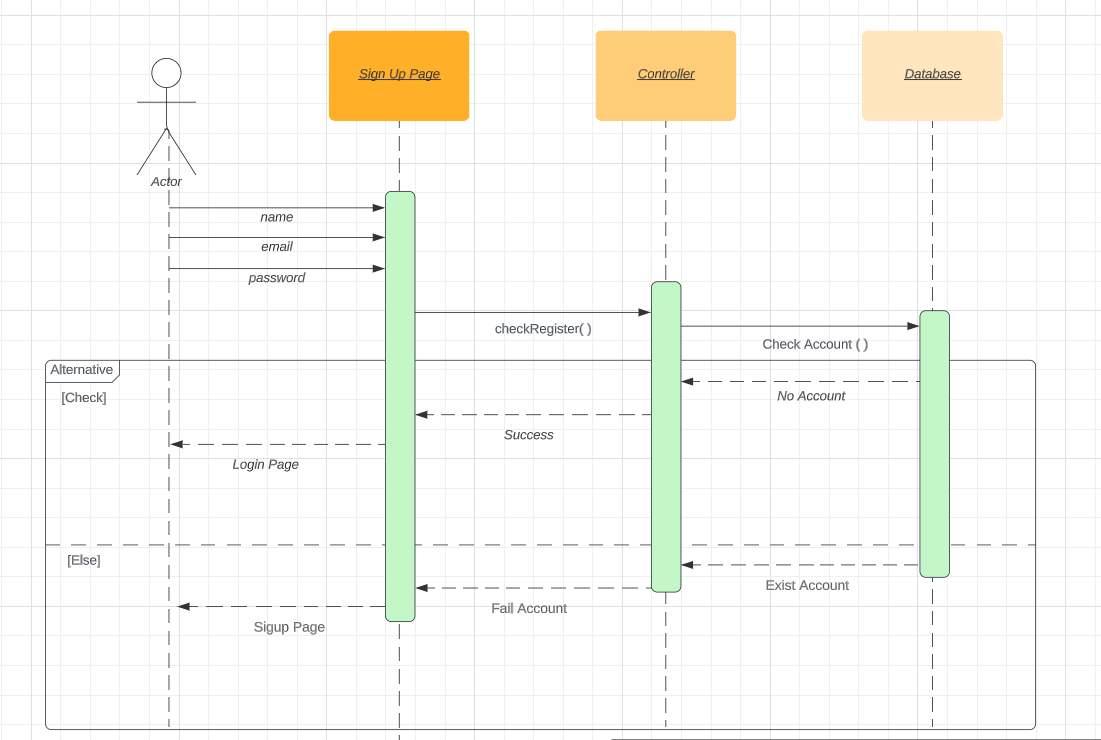 Sign Up Page
Controller
Database
Actor
name
email
password
checkRegister( )
Check Account ( )
Alternative
[Check]
No Account
Success
Login Page
[Else]
Exist Account
Fail Account
Sigup Page